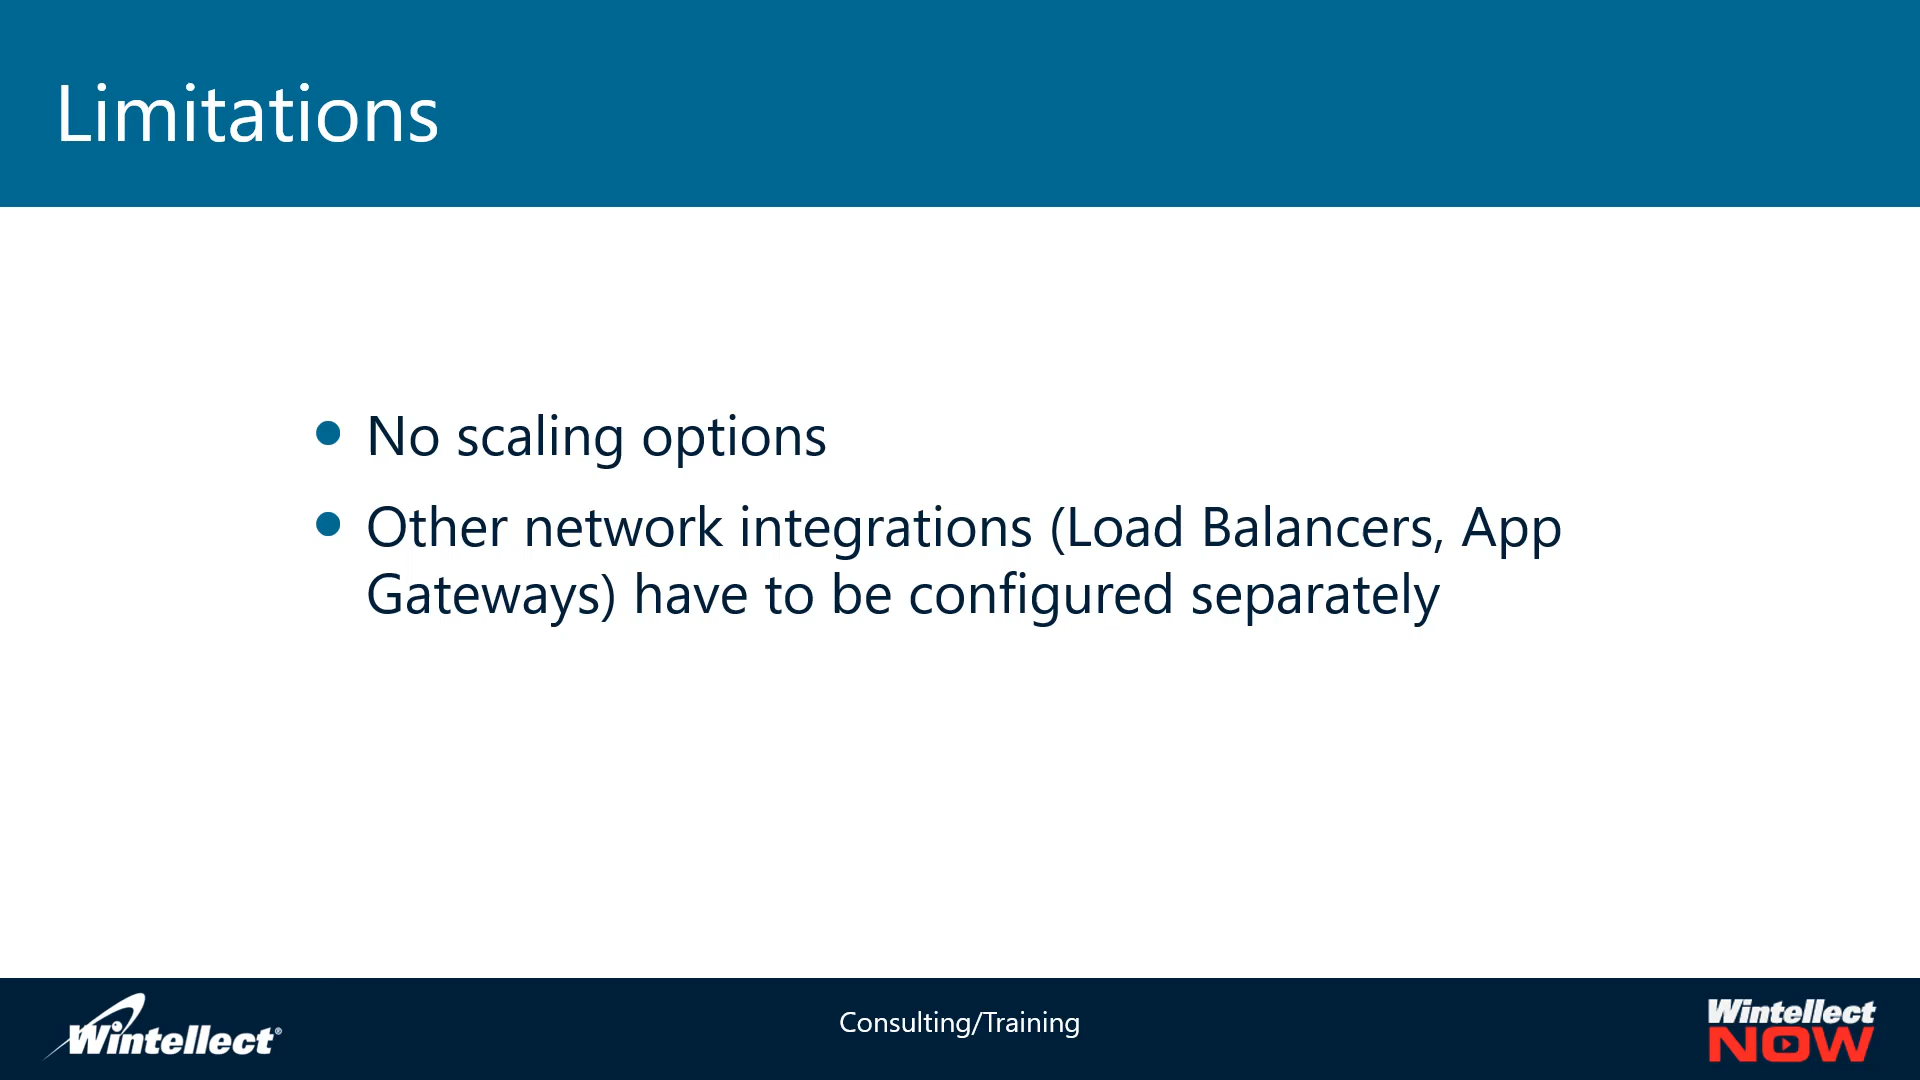 Limitations
• No scaling options
• Other network integrations (Load Balancers, App
Gateways) have to be configured separately
Wintellect®
Consulting/Training
Wintellect
NOW